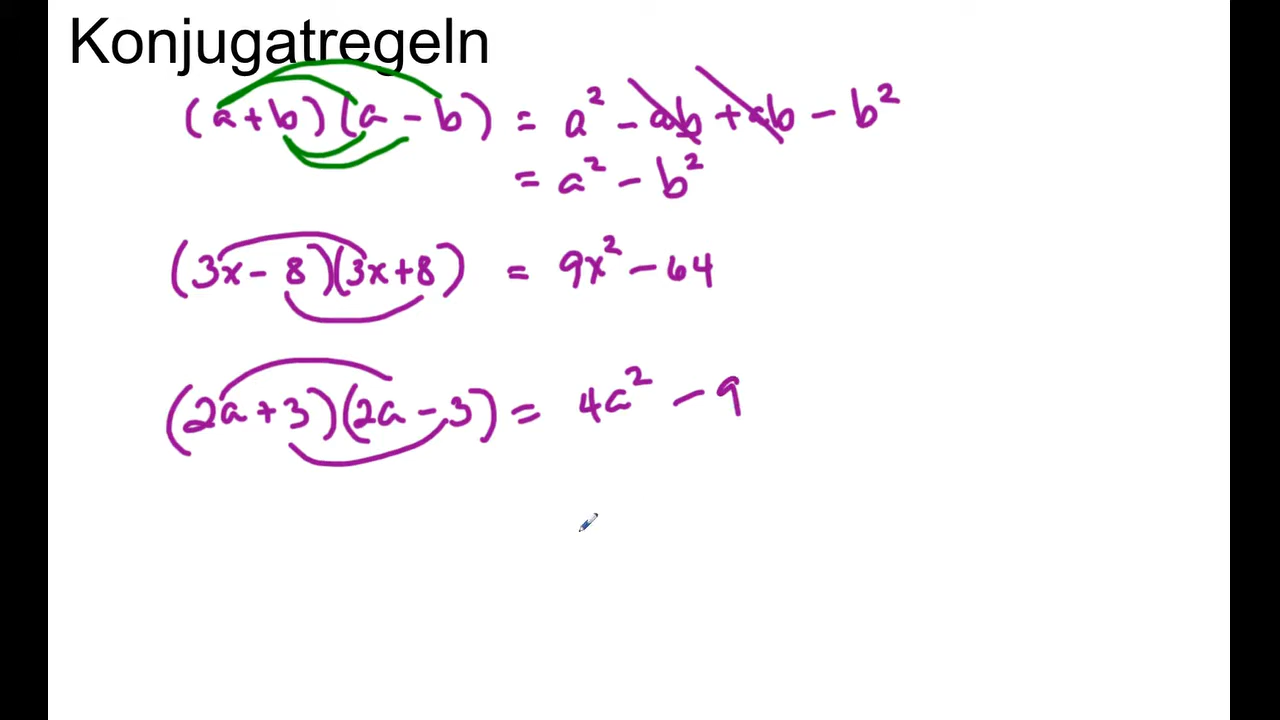 Konjugatregeln
(a+b)(a-b) = a² - ab + ab - b²
= a² - b²
(3x-8)(3x+8) = 9x² - 64
(2a+3)(2a-3) = 4a² - 9